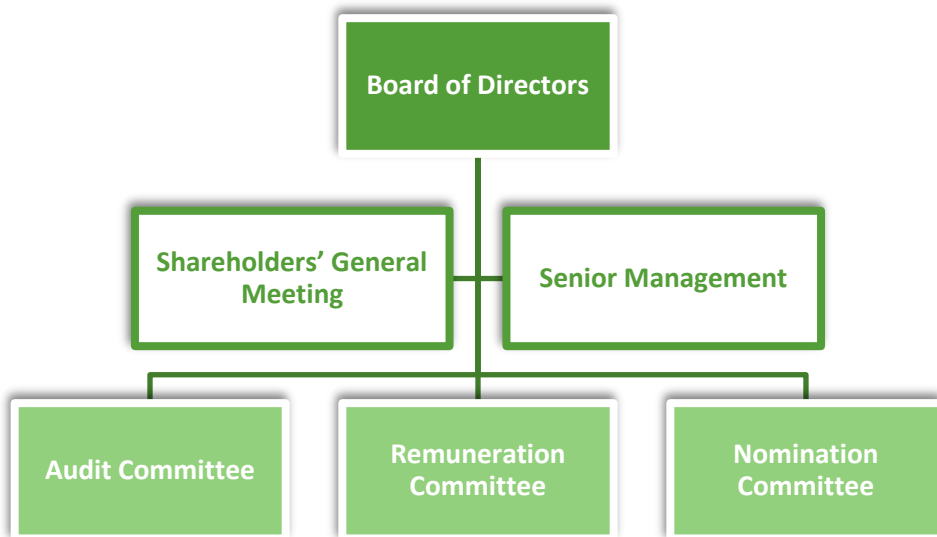 Board of Directors
Shareholders’ General
Meeting
Senior Management
Audit Committee
Remuneration
Committee
Nomination
Committee